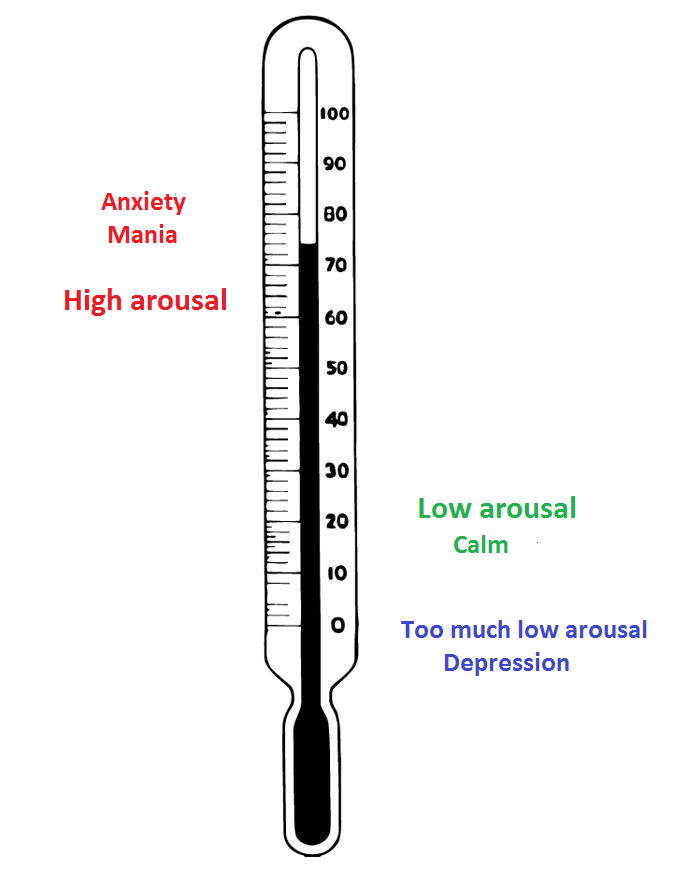 100
90
Anxiety
80
Mania
70
High arousal
60
50
40
30
Low arousal
20
Calm
10
0
Too much low arousal
Depression